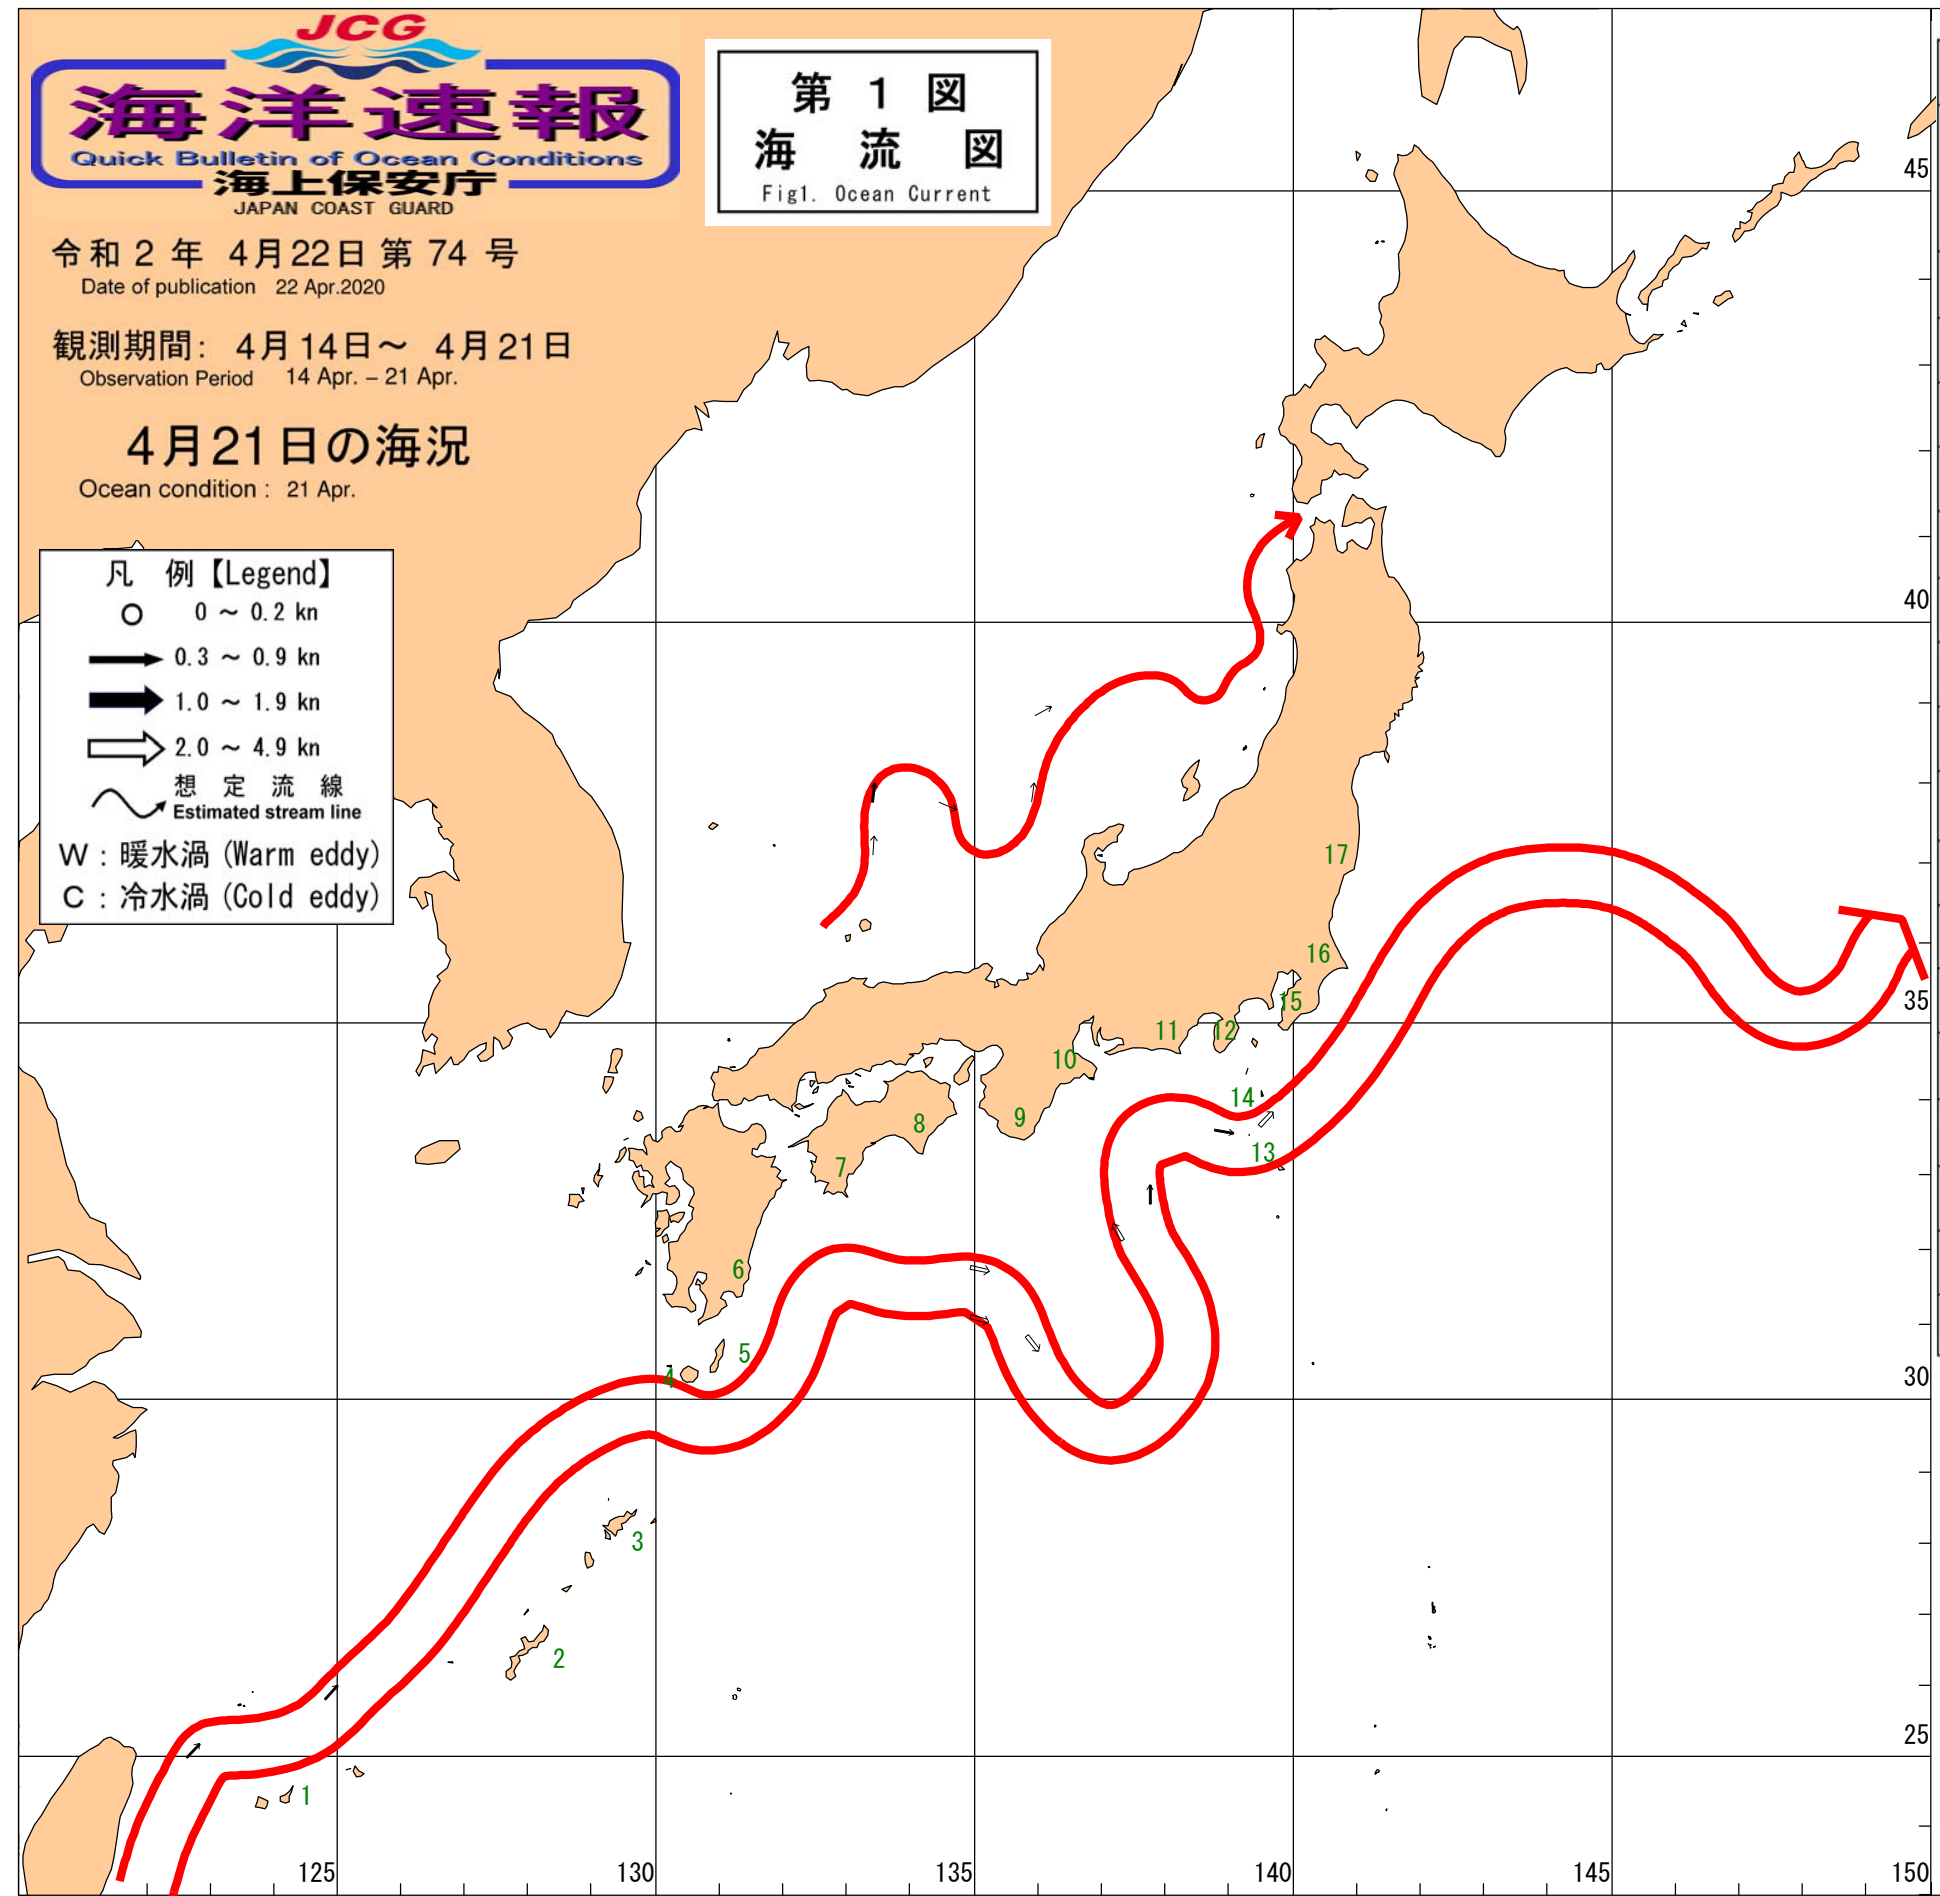 JCG
海洋速報
Quick Bulletin of Ocean Conditions
海上保安庁
JAPAN COAST GUARD
第 1 図
海 流 図
Fig1. Ocean Current
令和 2 年 4月22日 第 74 号
Date of publication 22 Apr.2020
観測期間: 4月14日～ 4月21日
Observation Period 14 Apr. – 21 Apr.
4月21日の海況
Ocean condition : 21 Apr.
凡 例【Legend】
0 ～ 0.2 kn
0.3 ～ 0.9 kn
1.0 ～ 1.9 kn
2.0 ～ 4.9 kn
想 定 流 線
Estimated stream line
W : 暖水渦 (Warm eddy)
C : 冷水渦 (Cold eddy)
45
40
17
16
15
35
11
12
10
14
9
8
13
7
6
5
4
30
3
2
25
1
125
130
135
140
145
150